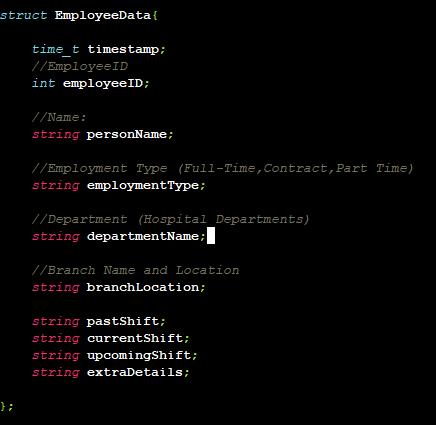 struct EmployeeData{
time_t timestamp;
//EmployeeID
int employeeID;
//Name:
string personName;
//Employment Type (Full-Time,Contract,Part Time)
string employmentType;
//Department (Hospital Departments)
string departmentName;
//Branch Name and Location
string branchLocation;
string pastShift;
string currentShift;
string upcomingShift;
string extraDetails;
};